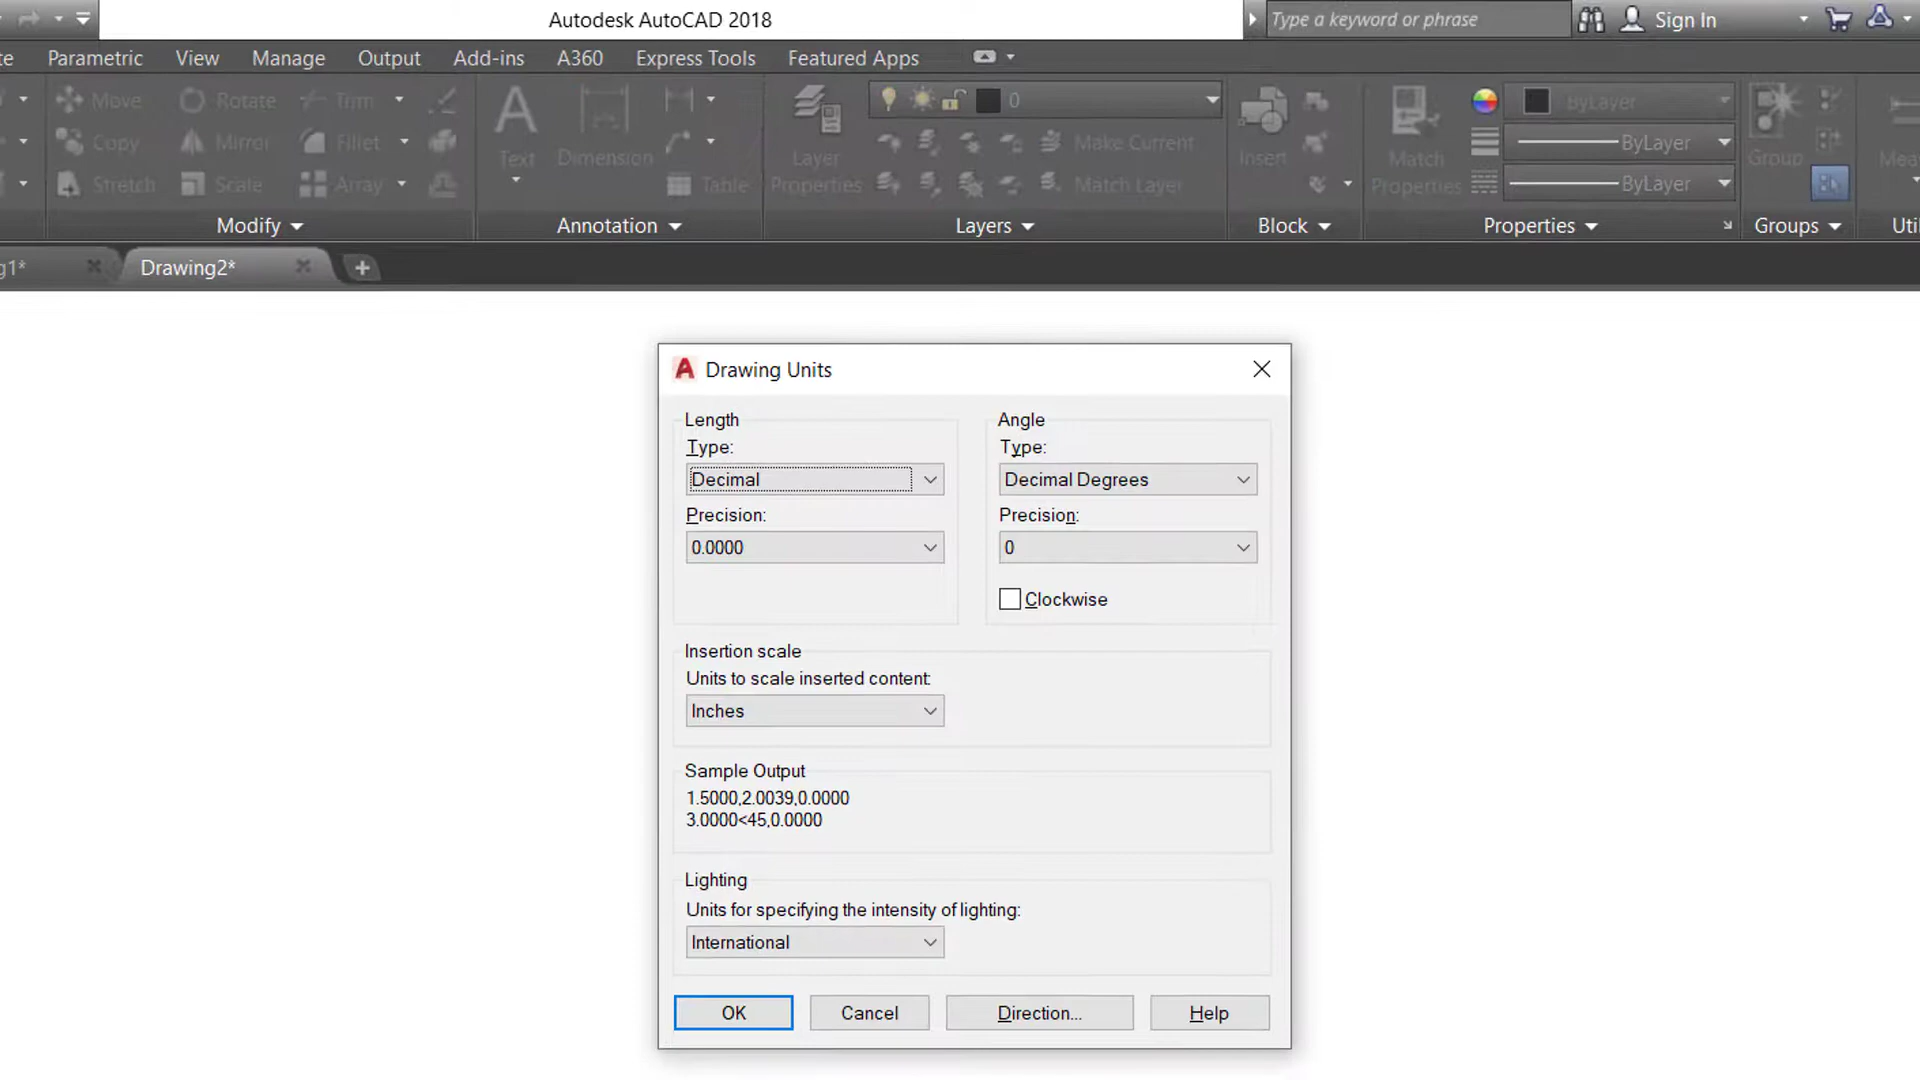 Autodesk AutoCAD 2018
Type a keyword or phrase
Sign In
te Parametric View Manage Output Add-ins A360 Express Tools Featured Apps
Move Rotate Trim
Copy Mirror Fillet
Stretch Scale Array
Modify
Text Dimension Table
Annotation
Layer
Properties
0
Make Current
Match Layer
Layers
Insert
Block
Match
Properties
ByLayer
ByLayer
ByLayer
Properties
Group
Groups
Mea
Uti
g1* Drawing2*
A Drawing Units
Length
Type:
Decimal
Precision:
0.0000
Angle
Type:
Decimal Degrees
Precision:
0
Clockwise
Insertion scale
Units to scale inserted content:
Inches
Sample Output
1.5000,2.0039,0.0000
3.0000<45,0.0000
Lighting
Units for specifying the intensity of lighting:
International
OK Cancel Direction... Help